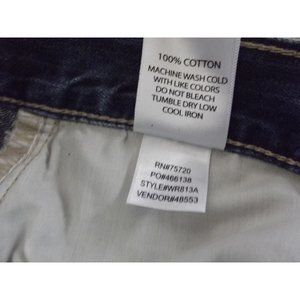 100% COTTON
MACHINE WASH COLD
WITH LIKE COLORS
DO NOT BLEACH
TUMBLE DRY LOW
COOL IRON
RN#75720
PO#466138
STYLE#WR813A
VENDOR#48553